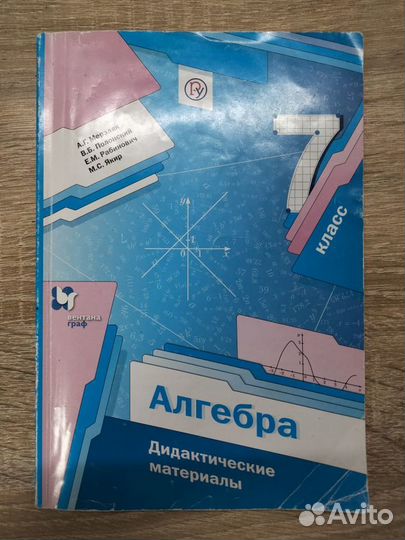 А.Г. Мерзляк
В.Б. Полонский
Е.М. Рабинович
М.С. Якир
7
класс
вентана
граф
Алгебра
Дидактические
материалы
Avito